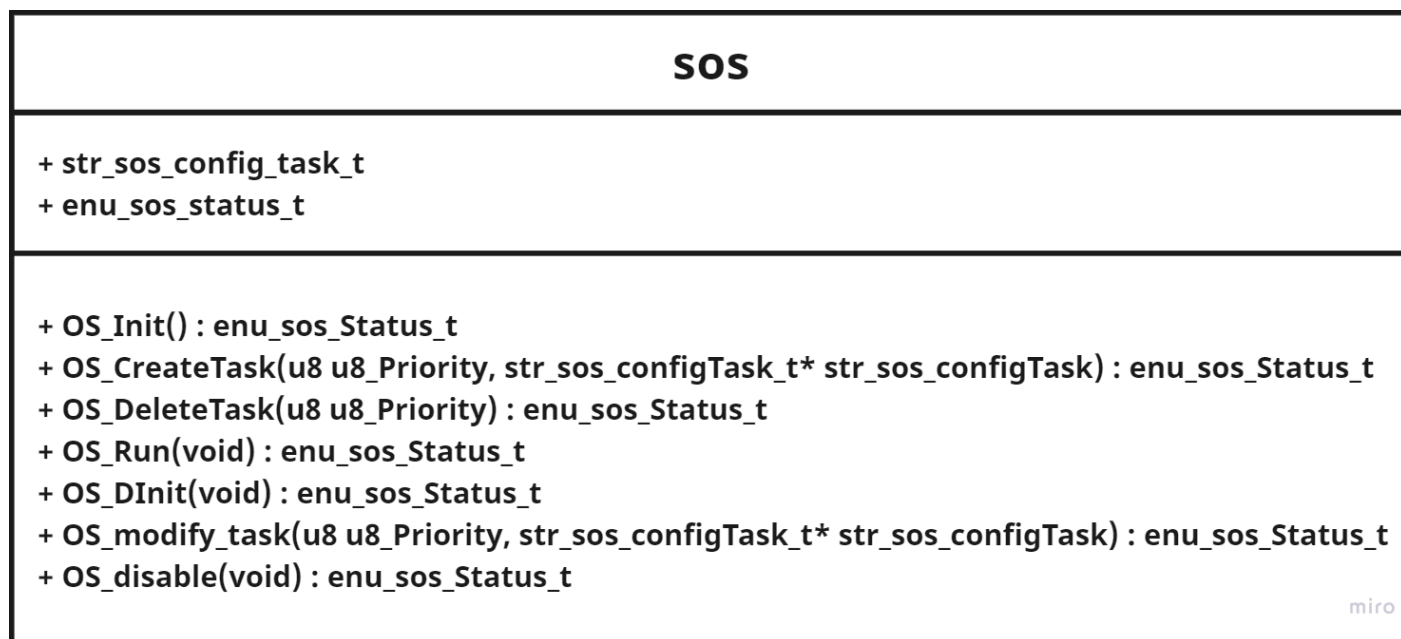 sos
+ str_sos_config_task_t
+ enu_sos_status_t
+ OS_Init() : enu_sos_Status_t
+ OS_CreateTask(u8 u8_Priority, str_sos_configTask_t* str_sos_configTask) : enu_sos_Status_t
+ OS_DeleteTask(u8 u8_Priority) : enu_sos_Status_t
+ OS_Run(void) : enu_sos_Status_t
+ OS_DInit(void) : enu_sos_Status_t
+ OS_modify_task(u8 u8_Priority, str_sos_configTask_t* str_sos_configTask) : enu_sos_Status_t
+ OS_disable(void) : enu_sos_Status_t
miro